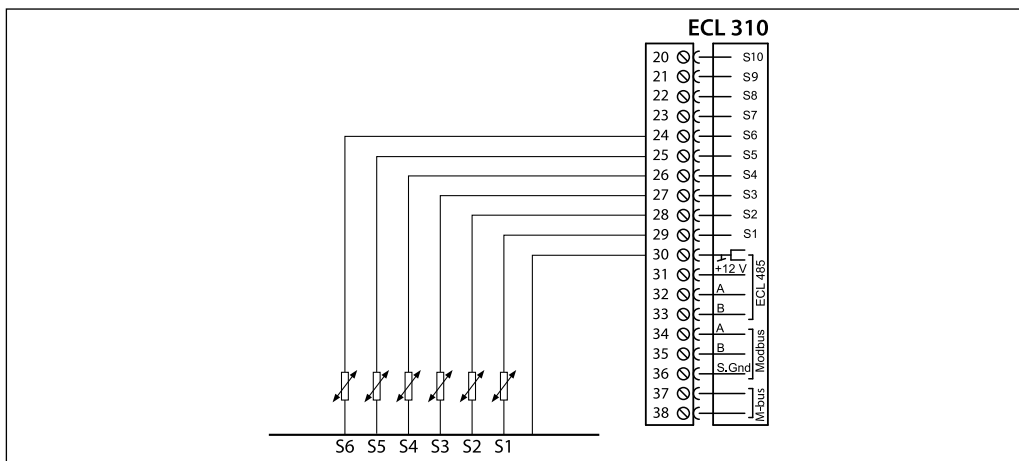 ECL 310
20 S10
21 S9
22 S8
23 S7
24 S6
25 S5
26 S4
27 S3
28 S2
29 S1
30
31 +12 V
32 A
33 B
ECL 485
34 A
35 B
36 S.Gnd
Modbus
37
38
M-bus
S6 S5 S4 S3 S2 S1